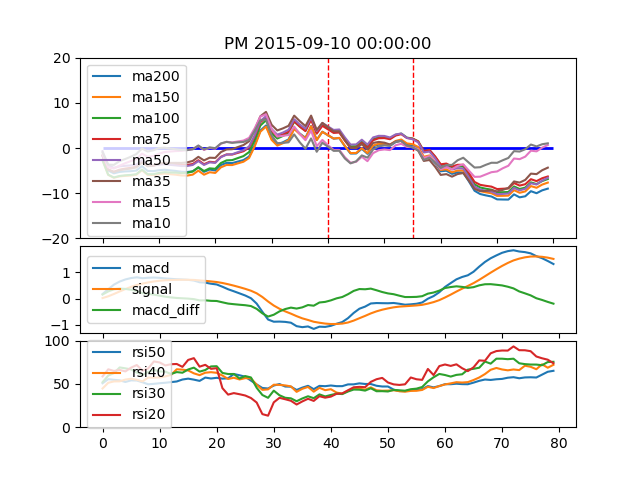 PM 2015-09-10 00:00:00
20
10
0
−10
−20
ma200
ma150
ma100
ma75
ma50
ma35
ma15
ma10
1
0
−1
macd
signal
macd_diff
100
50
0
rsi50
rsi40
rsi30
rsi20
0 10 20 30 40 50 60 70 80